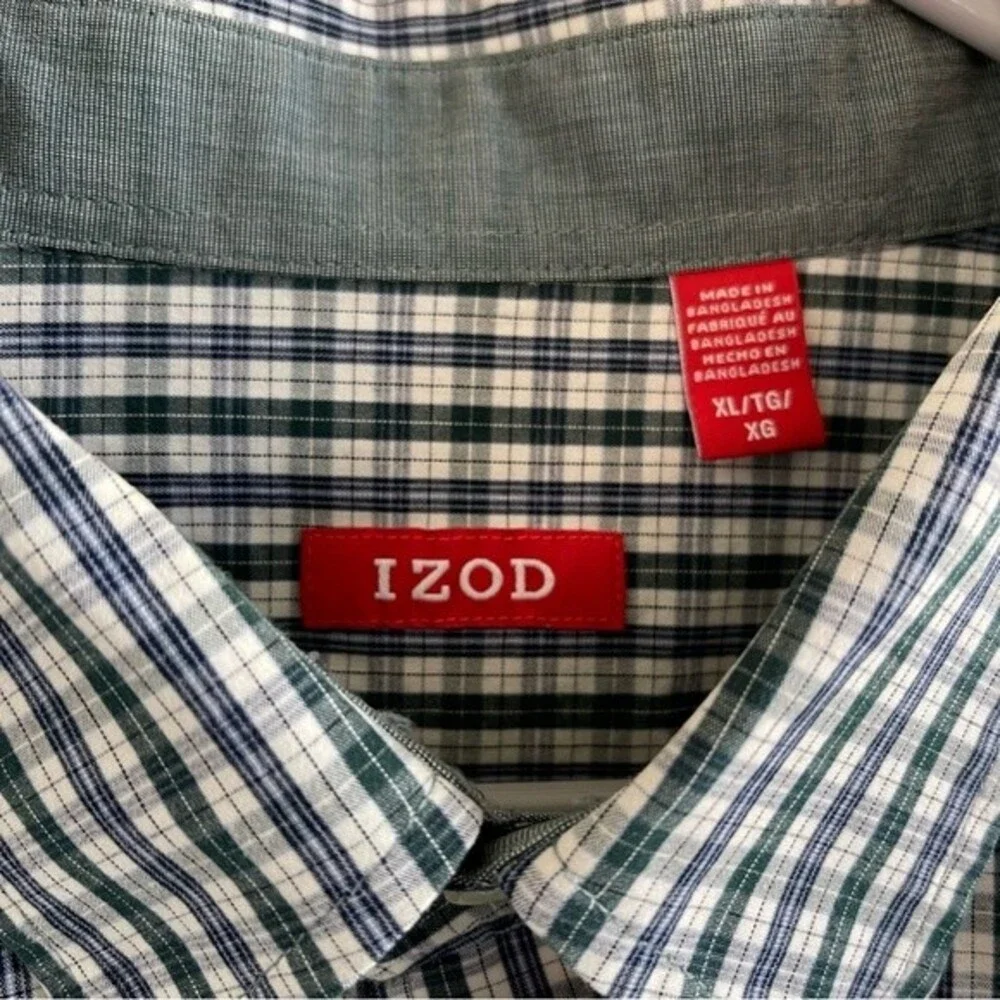 MADE IN
BANGLADESH
FABRIQUÉ AU
BANGLADESH
HECHO EN
BANGLADESH
XL/TG/
XG
IZOD